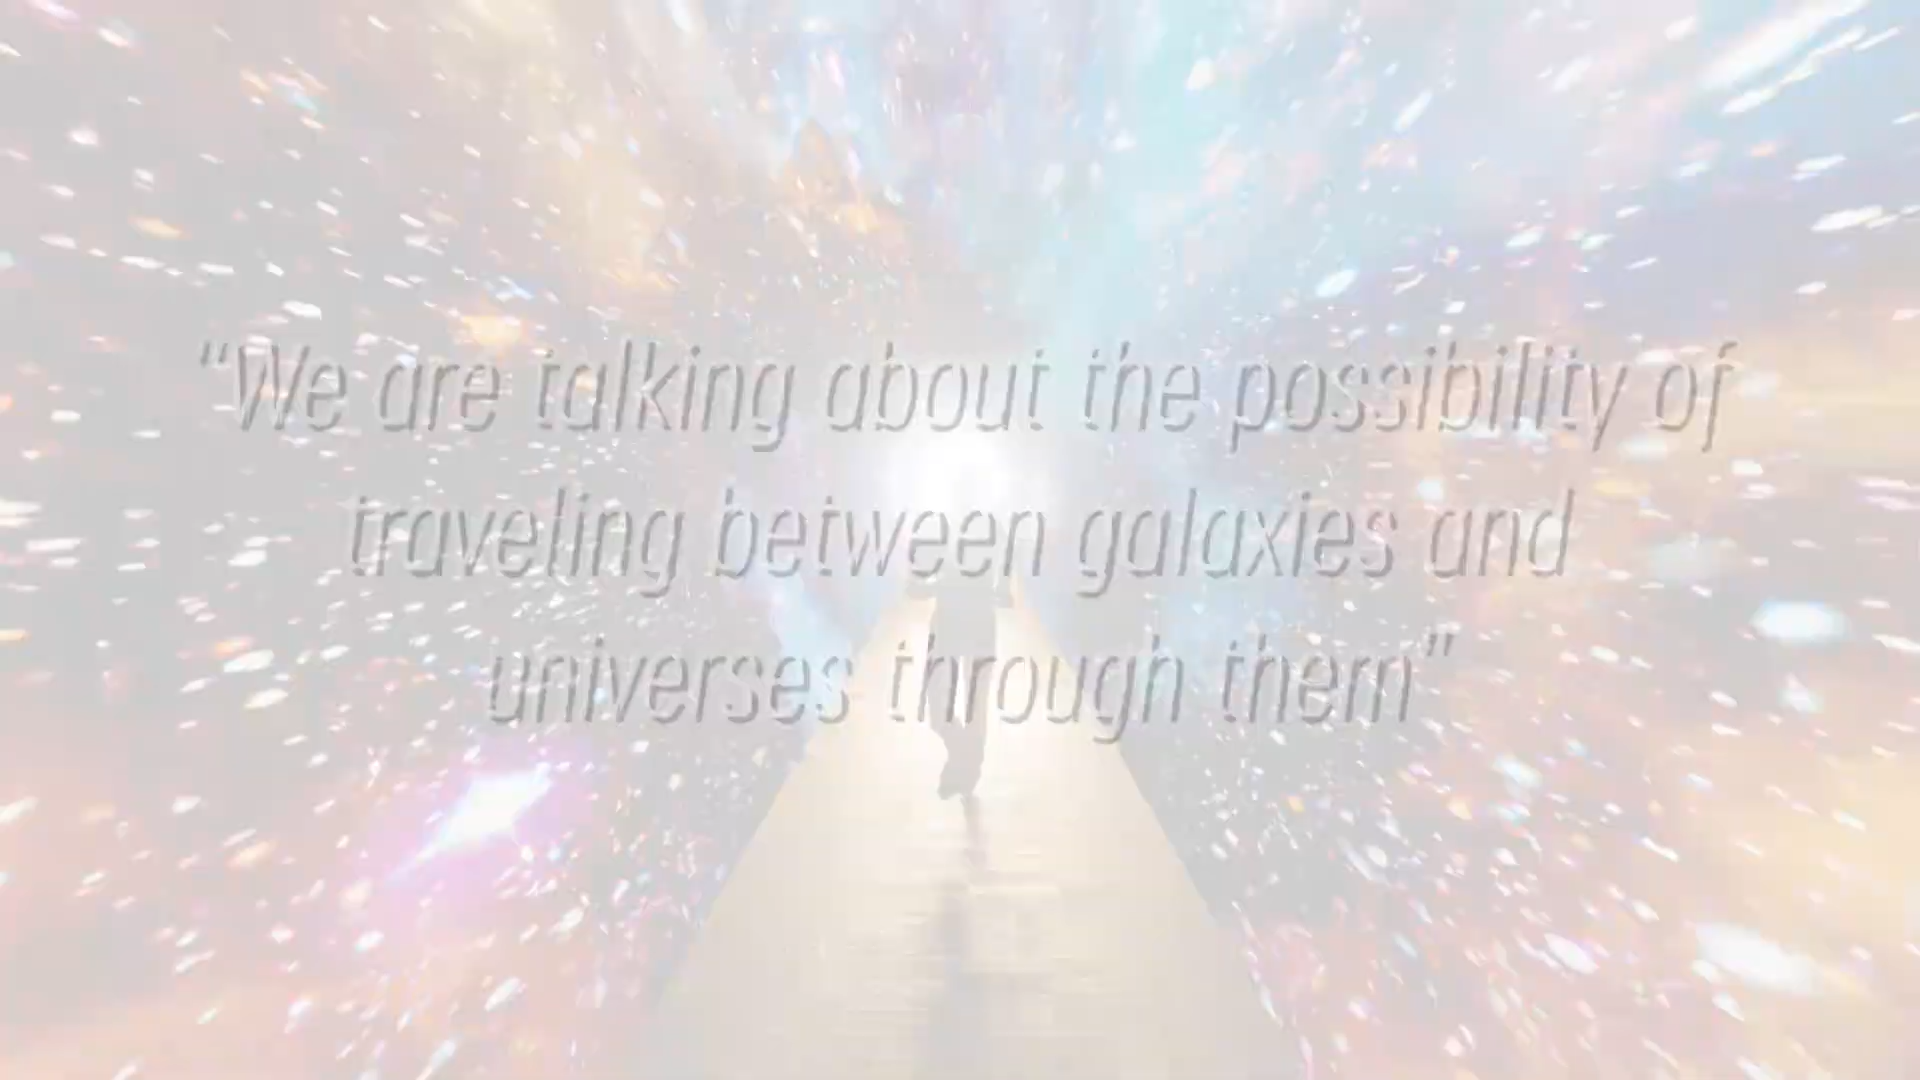 “We are talking about the possibility of
traveling between galaxies and
universes through them”